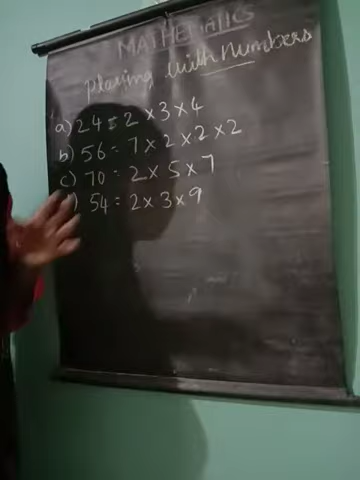 MATHEMATICS
Playing with Numbers
a) 24 = 2 × 3 × 4
b) 56 = 7 × 2 × 2 × 2
c) 70 = 2 × 5 × 7
) 54 = 2 × 3 × 9